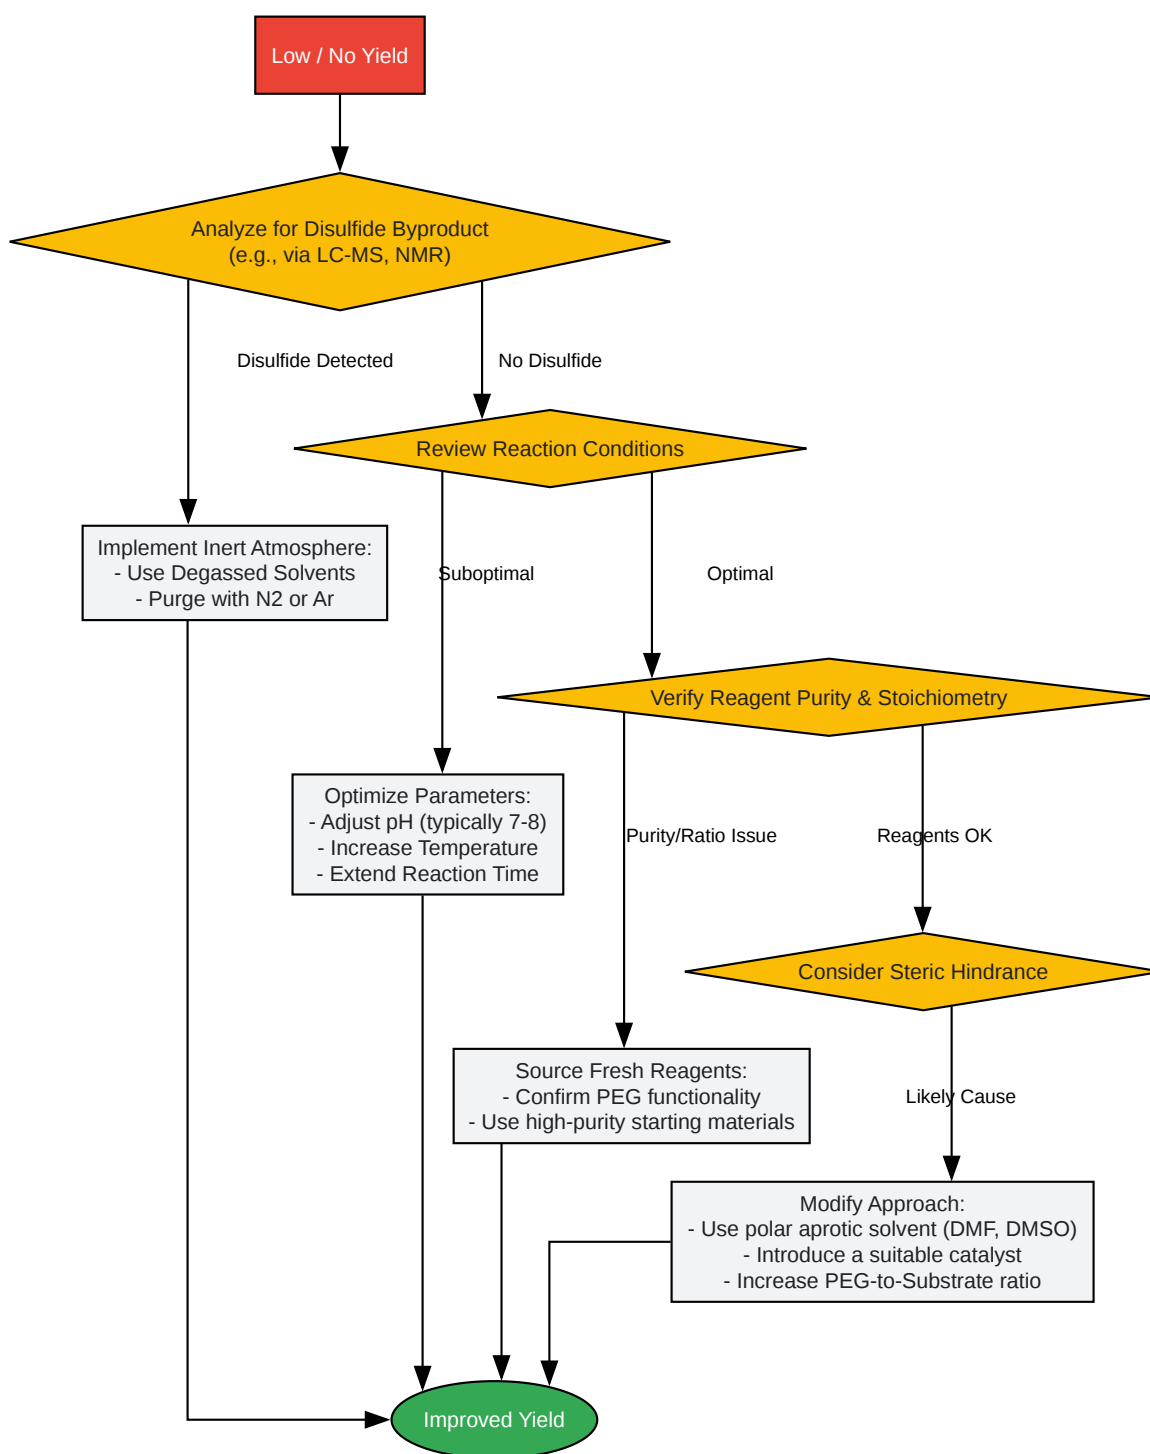 Low / No Yield
Analyze for Disulfide Byproduct
(e.g., via LC-MS, NMR)
Disulfide Detected
No Disulfide
Review Reaction Conditions
Implement Inert Atmosphere:
- Use Degassed Solvents
- Purge with N2 or Ar
Suboptimal
Optimal
Verify Reagent Purity & Stoichiometry
Optimize Parameters:
- Adjust pH (typically 7-8)
- Increase Temperature
- Extend Reaction Time
Purity/Ratio Issue
Reagents OK
Consider Steric Hindrance
Source Fresh Reagents:
- Confirm PEG functionality
- Use high-purity starting materials
Likely Cause
Modify Approach:
- Use polar aprotic solvent (DMF, DMSO)
- Introduce a suitable catalyst
- Increase PEG-to-Substrate ratio
Improved Yield